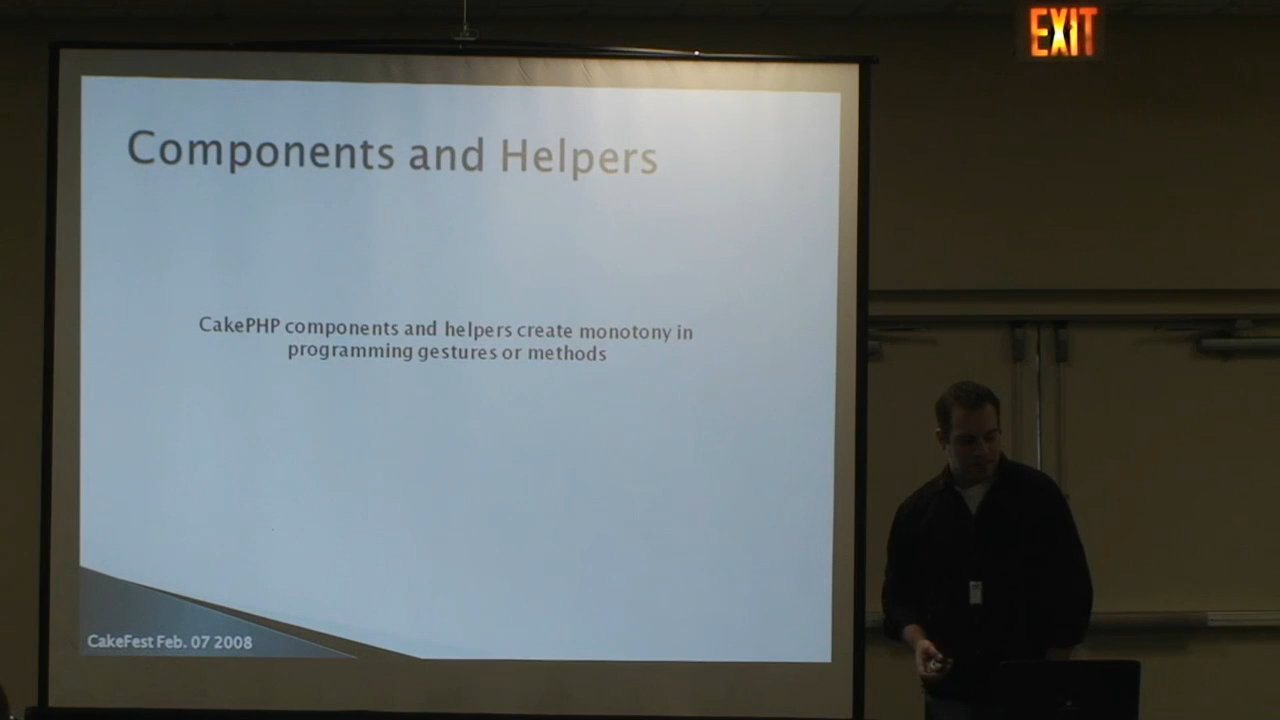 EXIT
Components and Helpers
CakePHP components and helpers create monotony in
programming gestures or methods
CakeFest Feb. 07 2008